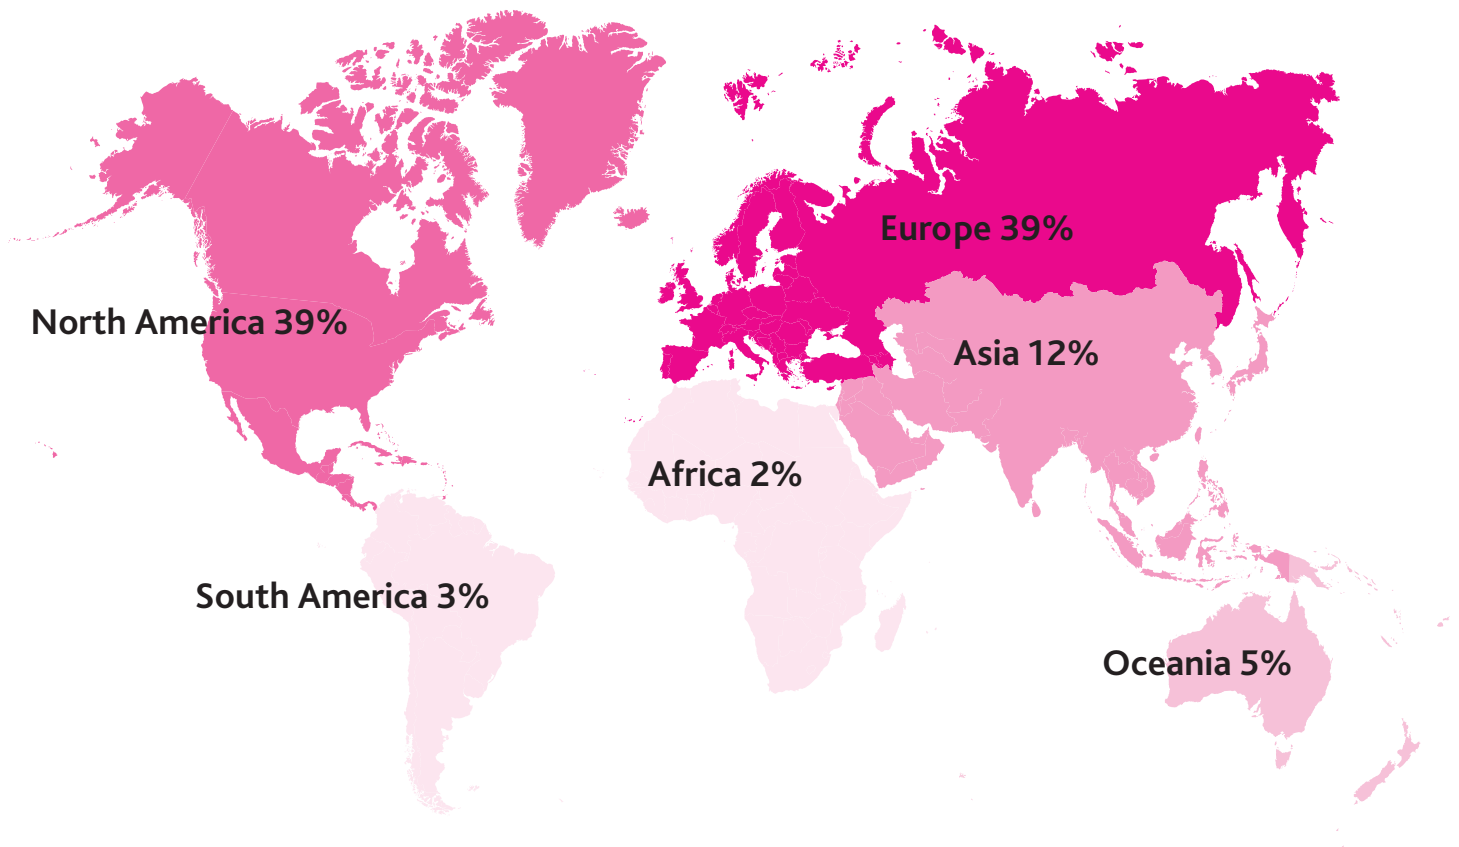 Europe 39%
North America 39%
Asia 12%
Africa 2%
South America 3%
Oceania 5%